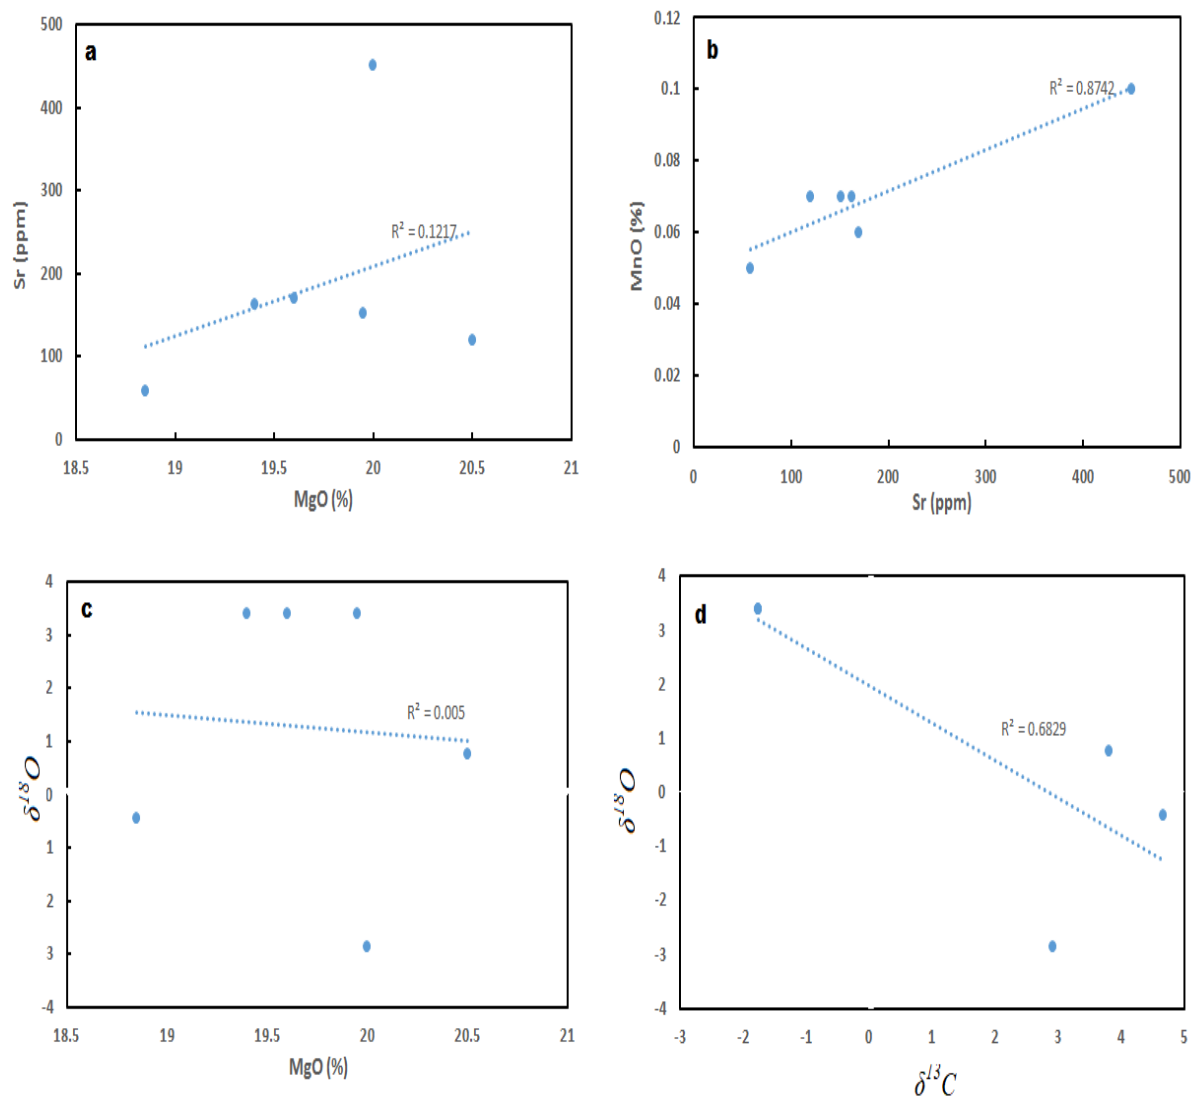 a
500
400
300
200
100
0
Sr (ppm)
R² = 0.1217
18.5 19 19.5 20 20.5 21
MgO (%)
b
0.12
0.1
0.08
0.06
0.04
0.02
0
MnO (%)
R² = 0.8742
0 100 200 300 400 500
Sr (ppm)
c
4
3
2
1
0
1
2
3
-4
δ¹⁸O
R² = 0.005
18.5 19 19.5 20 20.5 21
MgO (%)
d
4
3
2
1
0
-1
-2
-3
-4
δ¹⁸O
R² = 0.6829
-3 -2 -1 0 1 2 3 4 5
δ¹³C